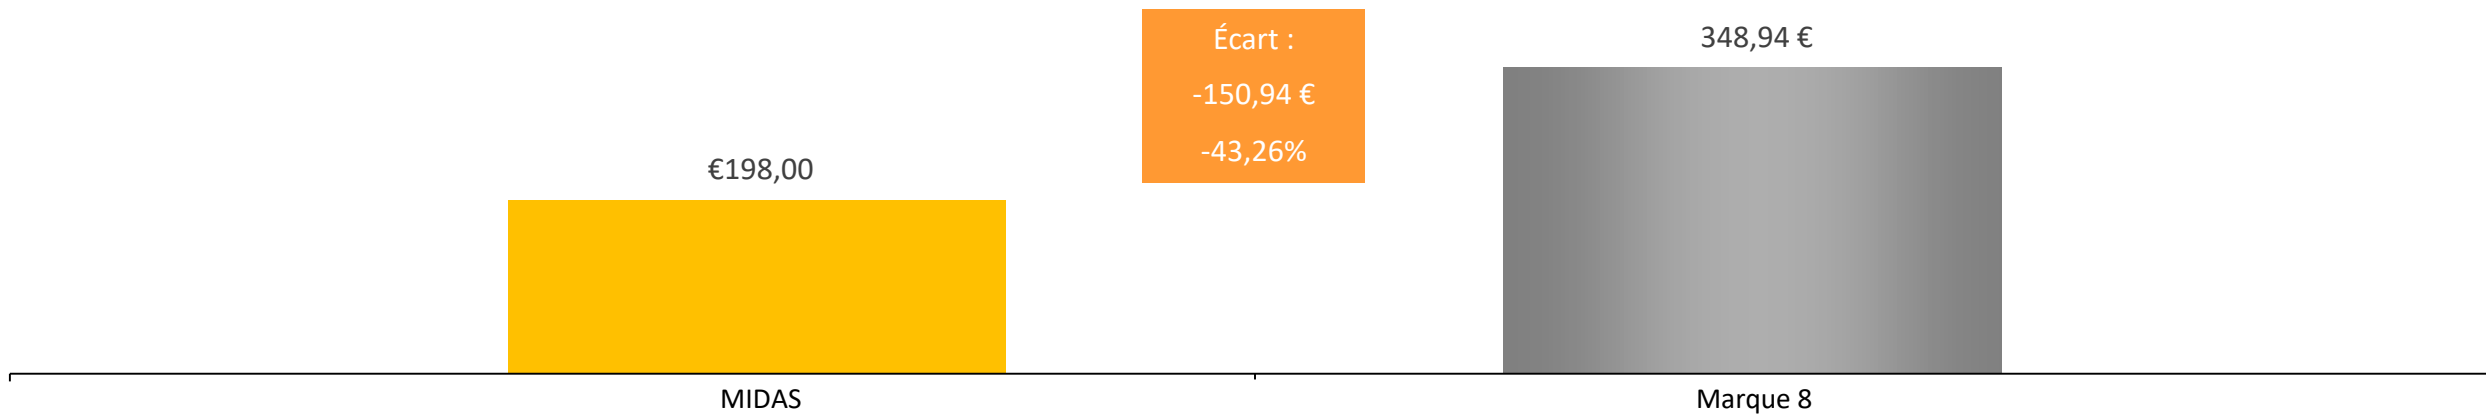 Écart :
-150,94 €
-43,26%
348,94 €
€198,00
MIDAS
Marque 8